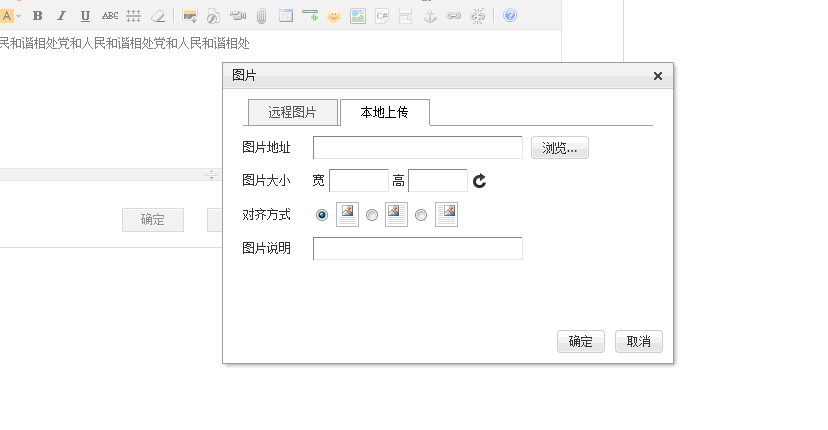 A B I U ABC
C#
?
民和谐相处党和人民和谐相处党和人民和谐相处
图片
远程图片 本地上传
图片地址 浏览...
图片大小 宽 高
对齐方式
图片说明
确定
确定 取消